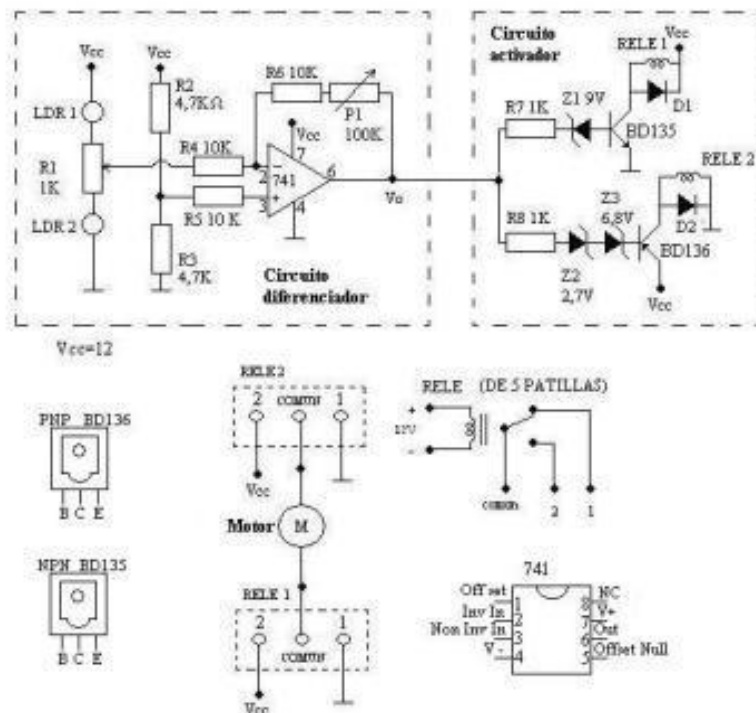 Vcc
LDR 1
R1
1K
LDR 2
Vcc
R2
4,7KΩ
R4 10K
R5 10 K
R3
4,7K
R6 10K
P1
100K
Vcc
7
2
741
6
3
4
Vo
Circuito
diferenciador
Circuito
activador
RELE 1
Vcc
R7 1K
Z1 9V
D1
BD135
RELE 2
R8 1K
Z3
6,8V
D2
BD136
Z2
2,7V
Vcc
Vcc=12
PNP BD136
B C E
NPN BD135
B C E
RELE 2
2 COMUN 1
Vcc
Motor M
RELE 1
2 1
COMUN
Vcc
RELE (DE 5 PATILLAS)
+
12V
-
comun 2 1
741
Offset 1 8 NC
Inv In 2 7 V+
Non Inv In 3 6 Out
V- 4 5 Offset Null